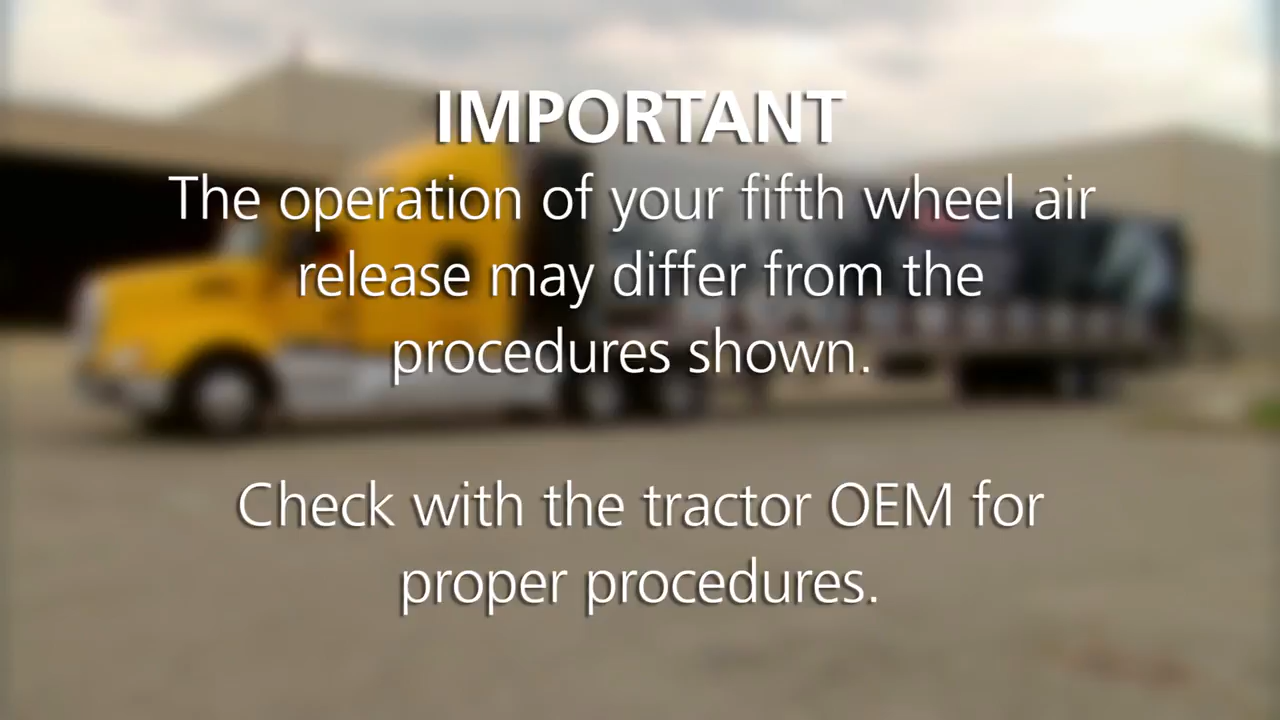 IMPORTANT
The operation of your fifth wheel air
release may differ from the
procedures shown.
Check with the tractor OEM for
proper procedures.